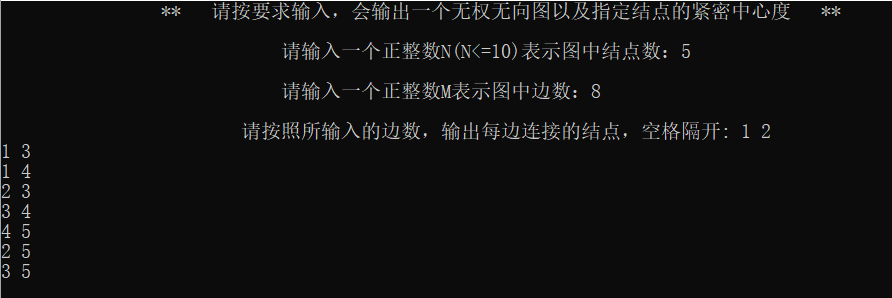 ** 请按要求输入，会输出一个无权无向图以及指定结点的紧密中心度 **
请输入一个正整数N(N<=10)表示图中结点数：5
请输入一个正整数M表示图中边数：8
请按照所输入的边数，输出每边连接的结点，空格隔开: 1 2
1 3
1 4
2 3
3 4
4 5
2 5
3 5